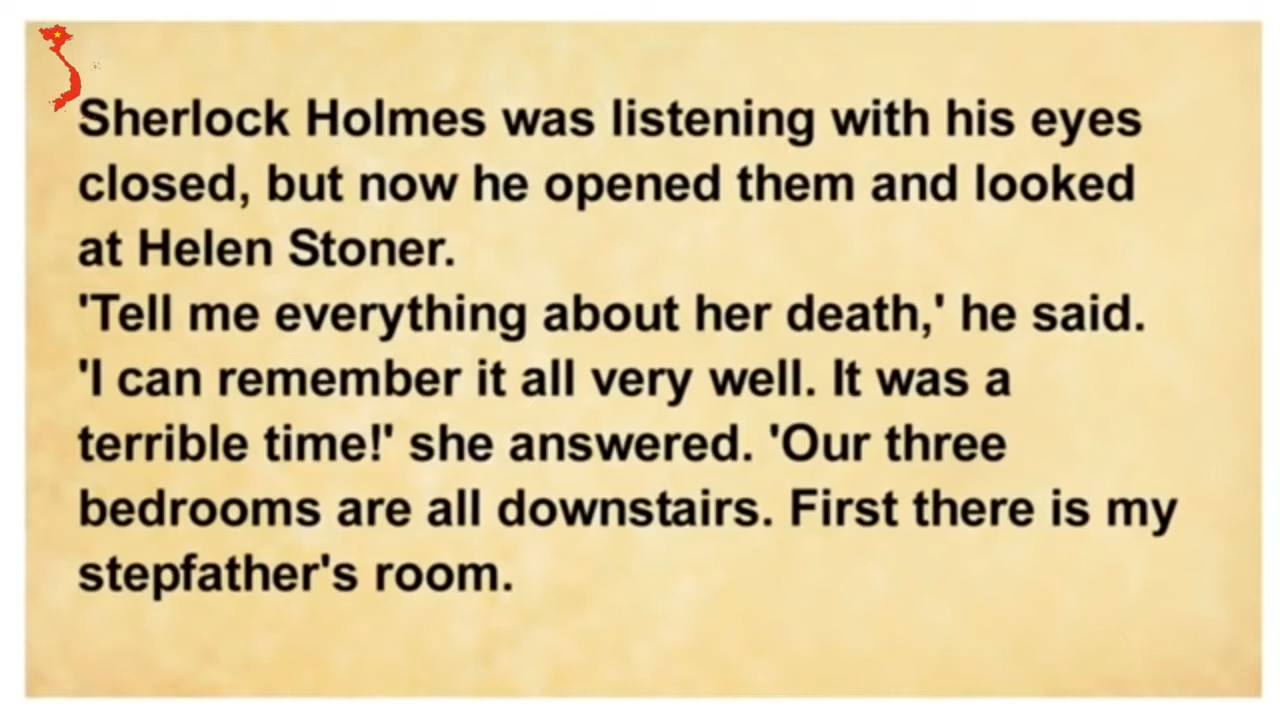 Sherlock Holmes was listening with his eyes
closed, but now he opened them and looked
at Helen Stoner.
'Tell me everything about her death,' he said.
'I can remember it all very well. It was a
terrible time!' she answered. 'Our three
bedrooms are all downstairs. First there is my
stepfather's room.